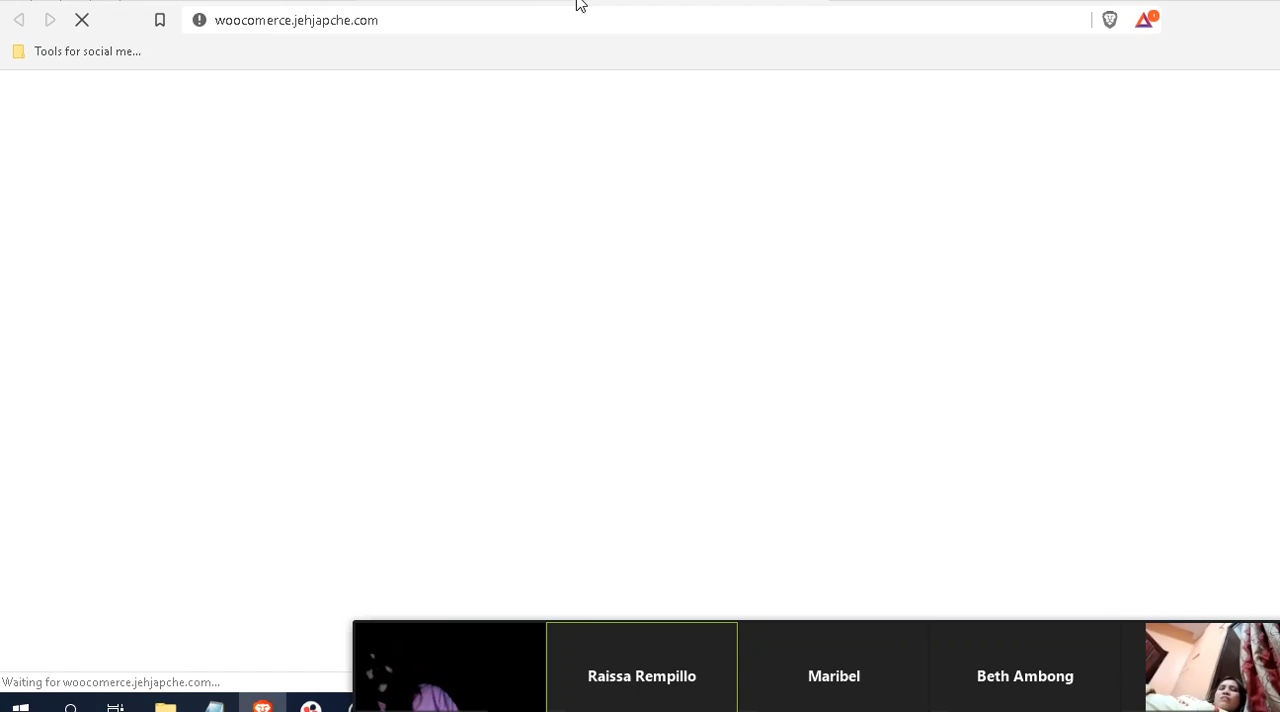 woocomerce.jehjapche.com
Tools for social me...
Raissa Rempillo
Maribel
Beth Ambong
Waiting for woocomerce.jehjapche.com...